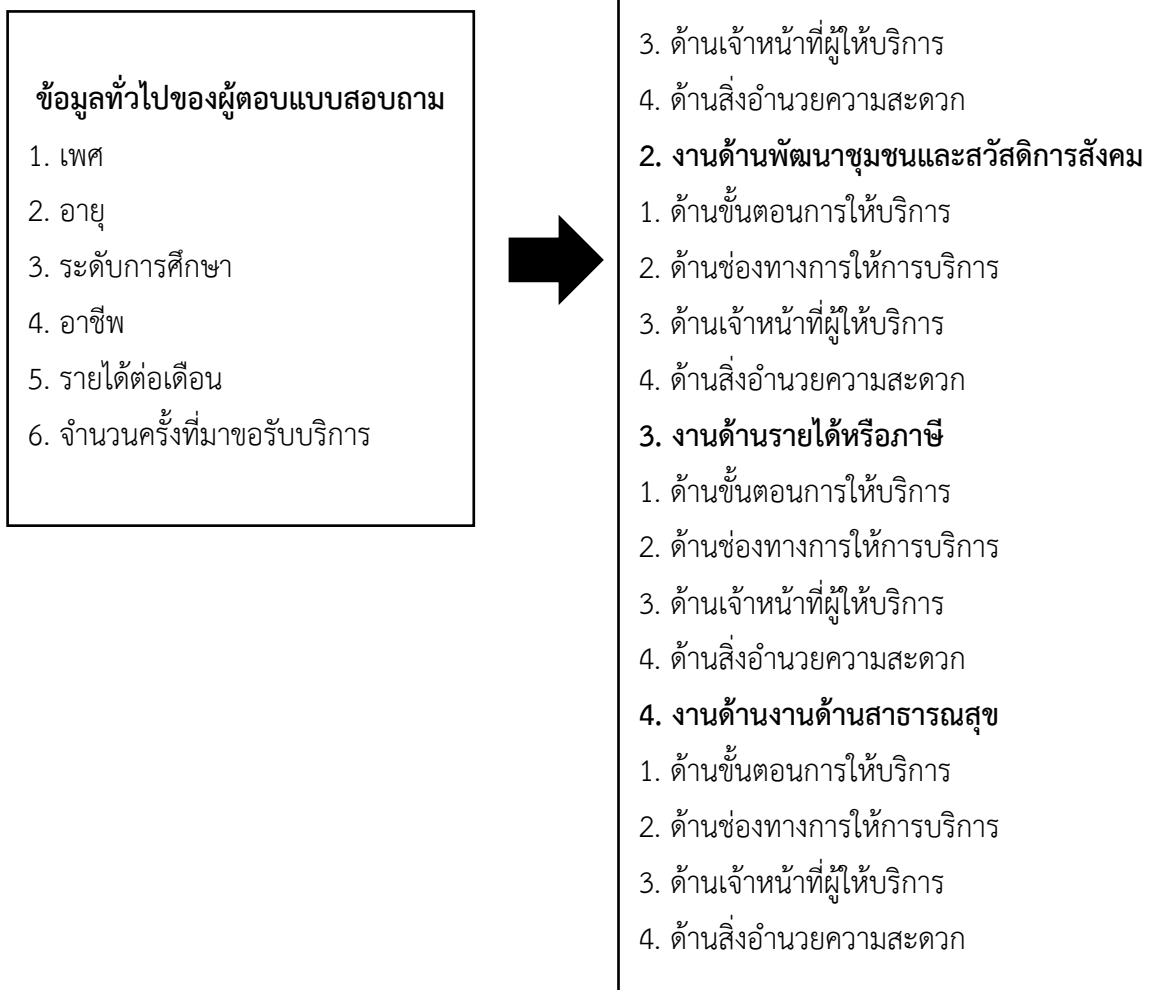 ข้อมูลทั่วไปของผู้ตอบแบบสอบถาม
1. เพศ
2. อายุ
3. ระดับการศึกษา
4. อาชีพ
5. รายได้ต่อเดือน
6. จำนวนครั้งที่มาขอรับบริการ
3. ด้านเจ้าหน้าที่ผู้ให้บริการ
4. ด้านสิ่งอำนวยความสะดวก
2. งานด้านพัฒนาชุมชนและสวัสดิการสังคม
1. ด้านขั้นตอนการให้บริการ
2. ด้านช่องทางการให้การบริการ
3. ด้านเจ้าหน้าที่ผู้ให้บริการ
4. ด้านสิ่งอำนวยความสะดวก
3. งานด้านรายได้หรือภาษี
1. ด้านขั้นตอนการให้บริการ
2. ด้านช่องทางการให้การบริการ
3. ด้านเจ้าหน้าที่ผู้ให้บริการ
4. ด้านสิ่งอำนวยความสะดวก
4. งานด้านงานด้านสาธารณสุข
1. ด้านขั้นตอนการให้บริการ
2. ด้านช่องทางการให้การบริการ
3. ด้านเจ้าหน้าที่ผู้ให้บริการ
4. ด้านสิ่งอำนวยความสะดวก